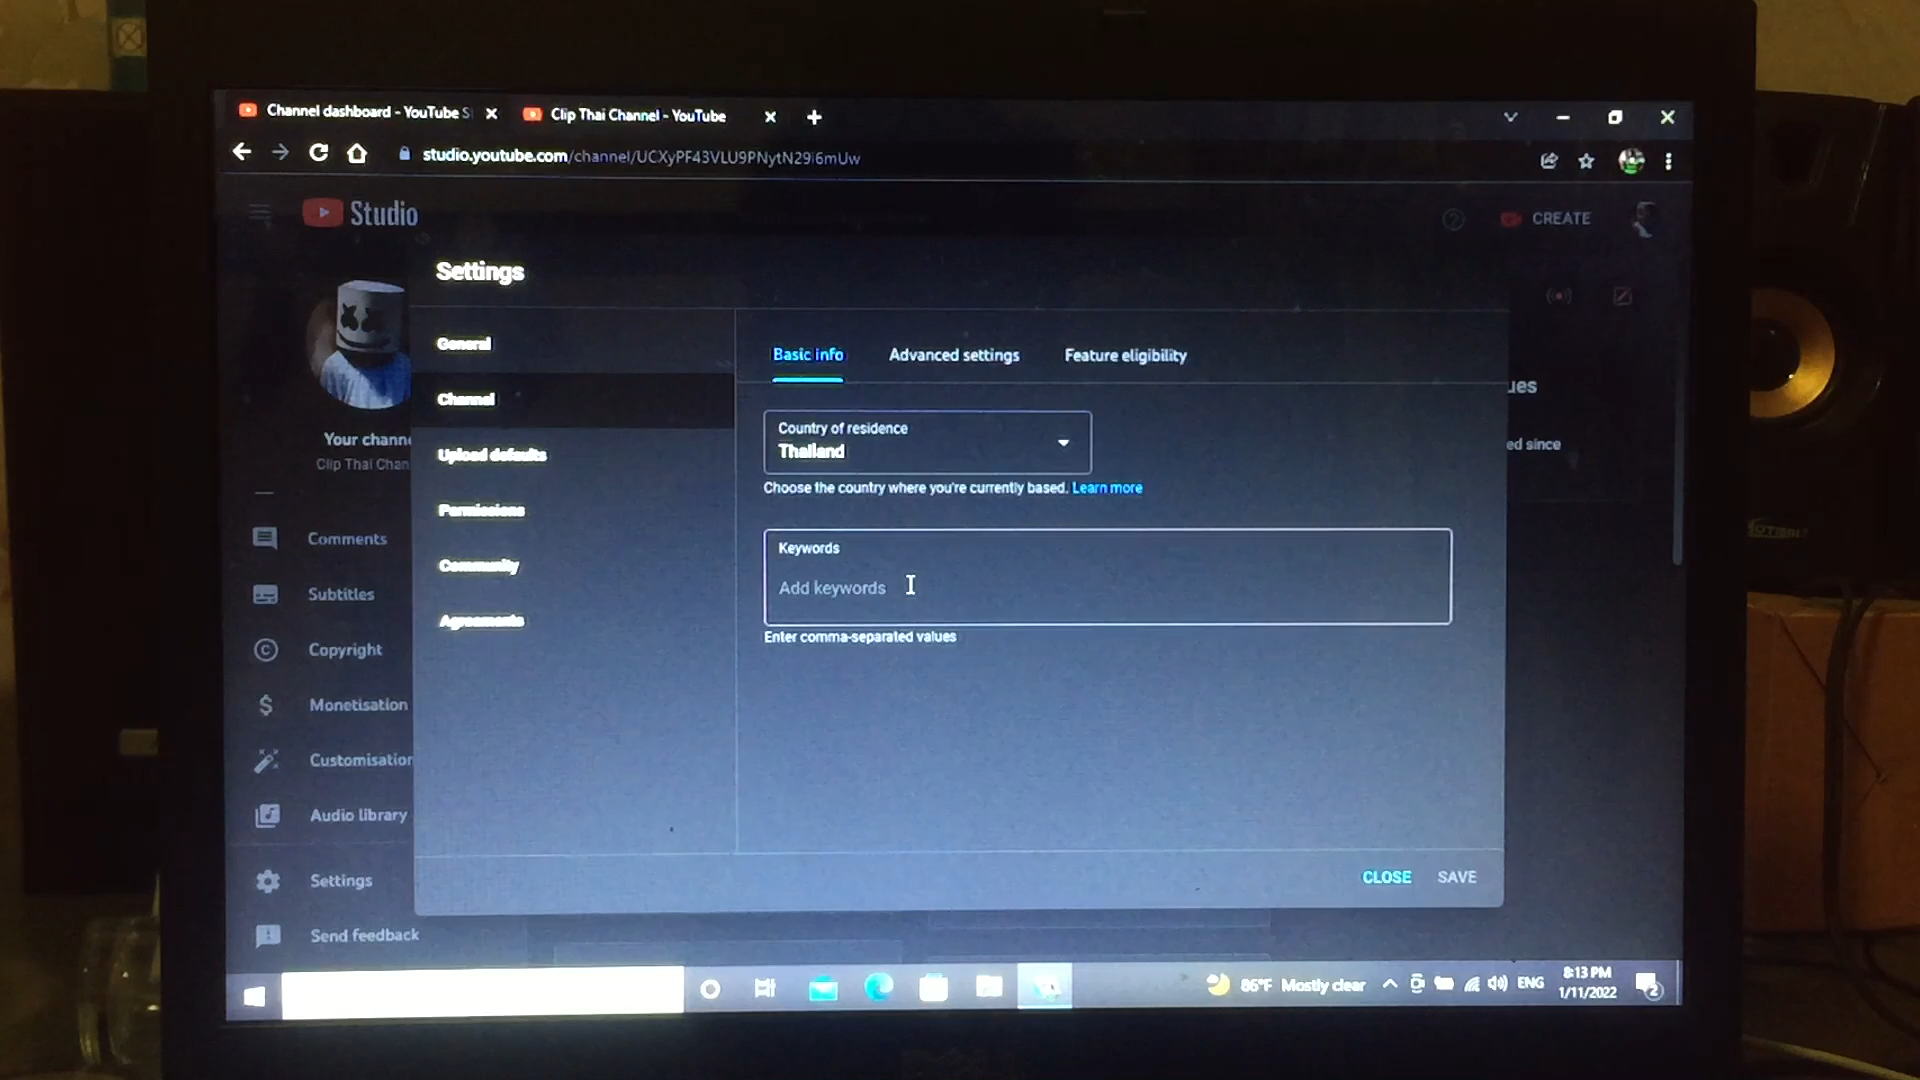 Channel dashboard - YouTube S
Clip Thai Channel - YouTube
studio.youtube.com/channel/UCXyPF43VLU9PNytN29i6mUw
Studio
CREATE
Settings
General
Channel
Upload defaults
Permissions
Community
Agreements
Basic info
Advanced settings
Feature eligibility
Country of residence
Thailand
Choose the country where you're currently based. Learn more
Keywords
Add keywords
Enter comma-separated values
CLOSE
SAVE
Your chann
Clip Thai Chan
Comments
Subtitles
Copyright
Monetisation
Customisation
Audio library
Settings
Send feedback
ues
ed since
86°F Mostly clear
ENG
8:13 PM
1/11/2022
2